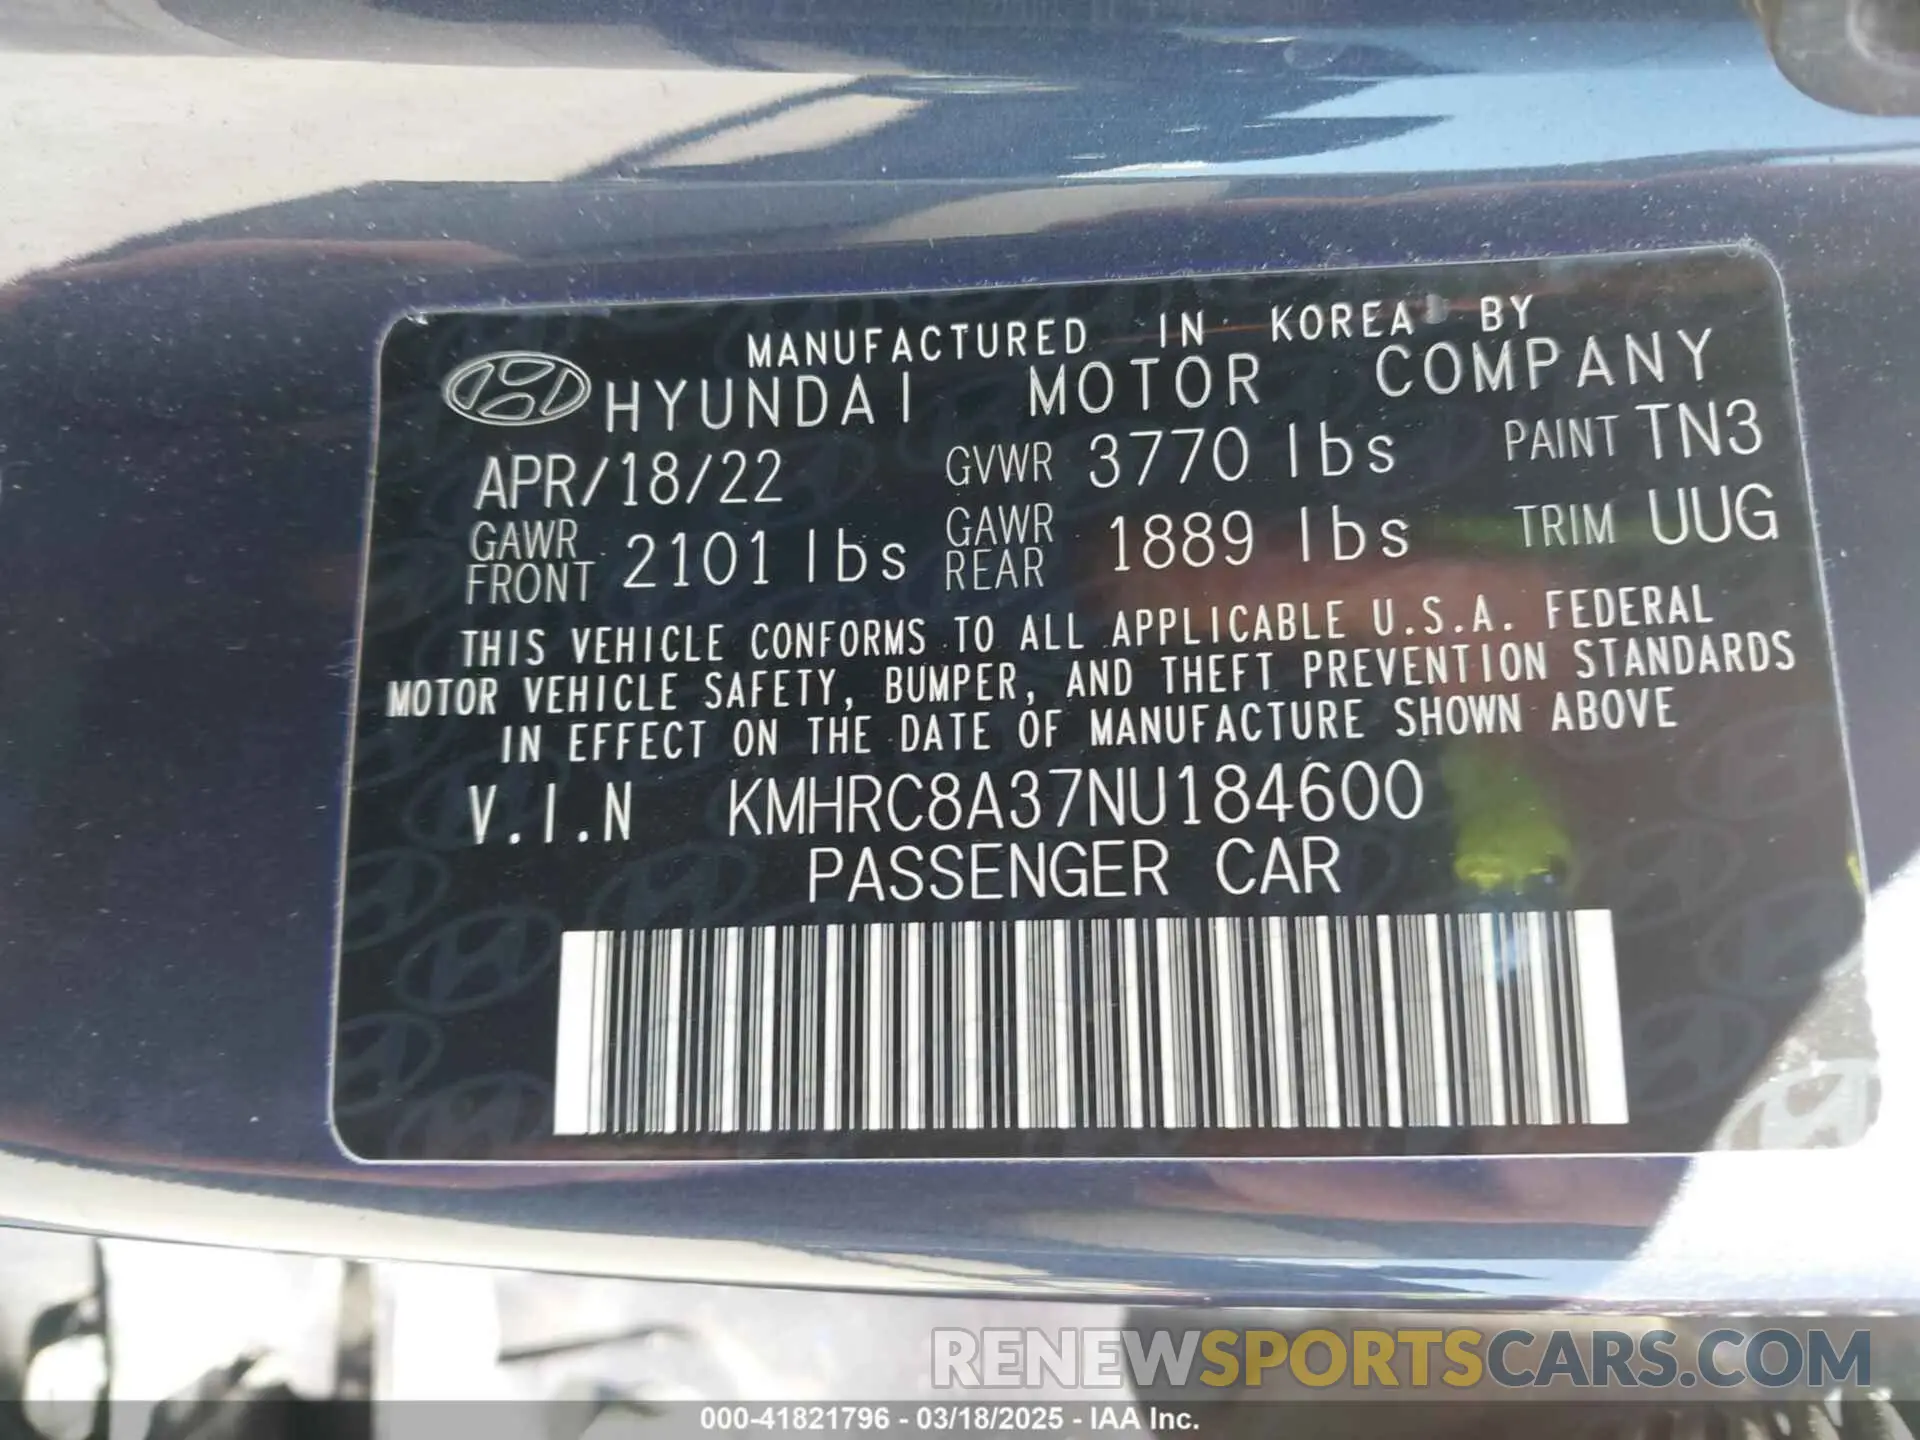 MANUFACTURED IN KOREA BY
HYUNDAI MOTOR COMPANY
APR/18/22 GVWR 3770 lbs PAINT TN3
GAWR FRONT 2101 lbs GAWR REAR 1889 lbs TRIM UUG
THIS VEHICLE CONFORMS TO ALL APPLICABLE U.S.A. FEDERAL
MOTOR VEHICLE SAFETY, BUMPER, AND THEFT PREVENTION STANDARDS
IN EFFECT ON THE DATE OF MANUFACTURE SHOWN ABOVE
V.I.N KMHRC8A37NU184600
PASSENGER CAR
RENEWSPORTSCARS.COM
000-41821796 - 03/18/2025 - IAA Inc.